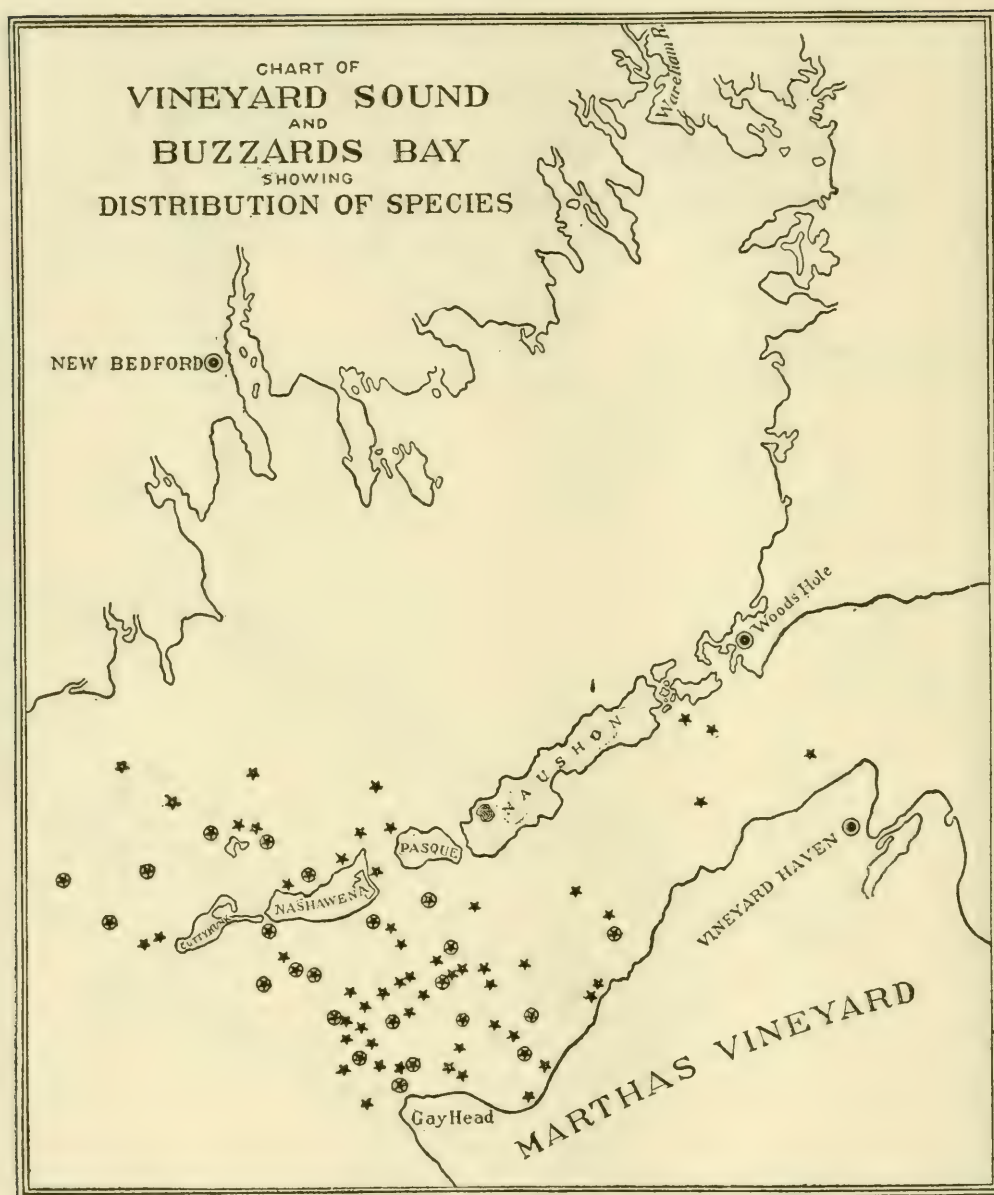 CHART OF
VINEYARD SOUND
AND
BUZZARDS BAY
SHOWING
DISTRIBUTION OF SPECIES
Wareham R.
NEW BEDFORD
Woods Hole
NAUSHON
PASQUE
NASHAWENA
CUTTYHUNK
VINEYARD HAVEN
MARTHAS VINEYARD
Gay Head